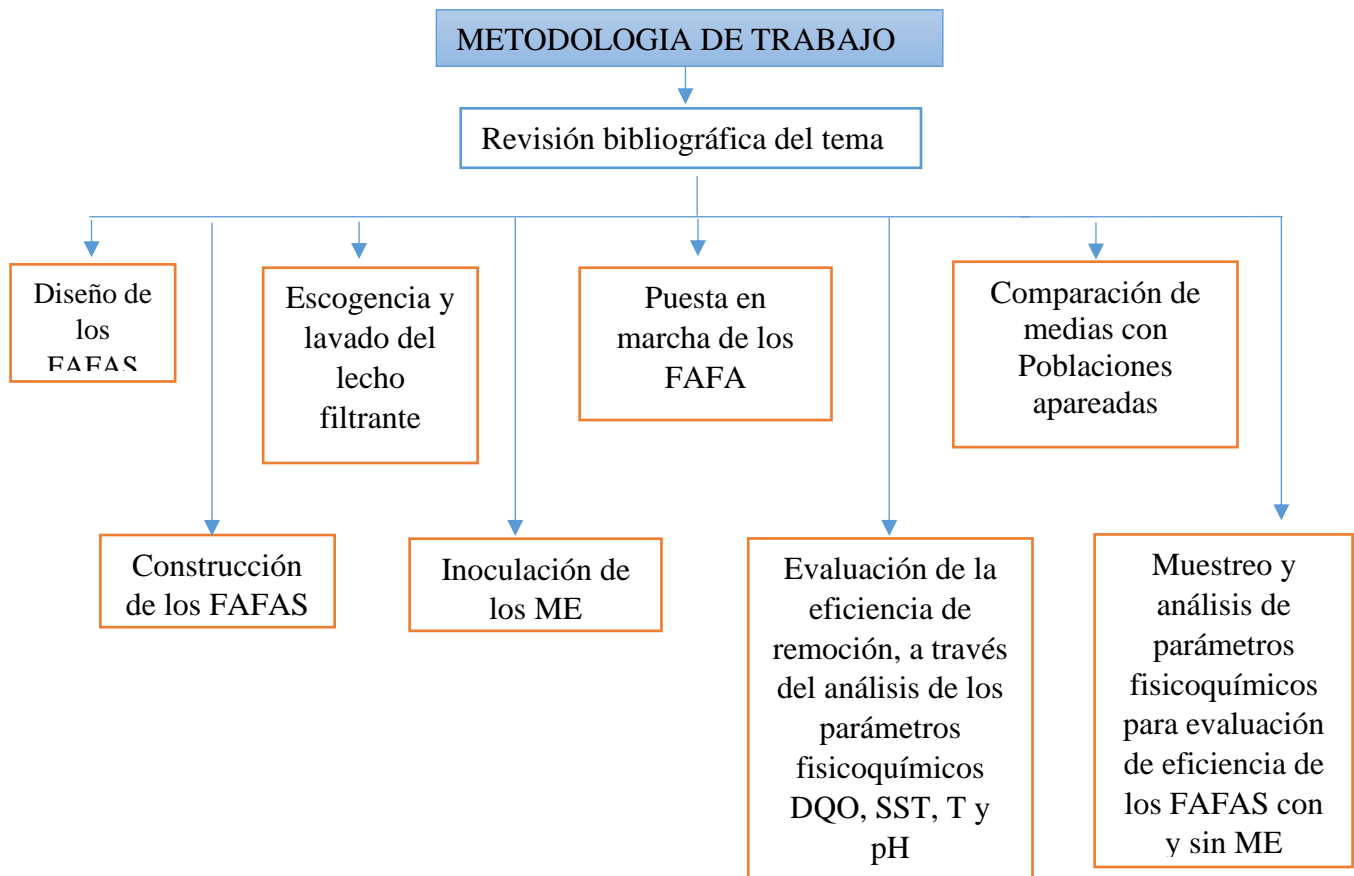 METODOLOGIA DE TRABAJO
Revisión bibliográfica del tema
Diseño de
los
FAFAS
Escogencia y
lavado del
lecho
filtrante
Puesta en
marcha de los
FAFA
Comparación de
medias con
Poblaciones
apareadas
Construcción
de los FAFAS
Inoculación de
los ME
Evaluación de la
eficiencia de
remoción, a través
del análisis de los
parámetros
fisicoquímicos
DQO, SST, T y
pH
Muestreo y
análisis de
parámetros
fisicoquímicos
para evaluación
de eficiencia de
los FAFAS con
y sin ME